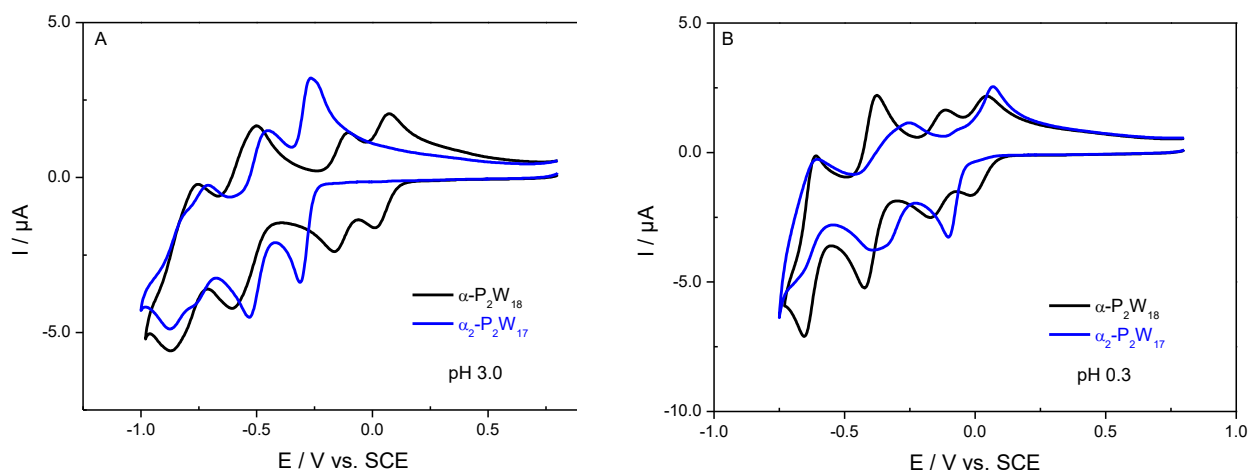 A
5.0
0.0
-5.0
I / µA
-1.0
-0.5
0.0
0.5
E / V vs. SCE
α-P₂W₁₈
α₂-P₂W₁₇
pH 3.0
B
5.0
0.0
-5.0
-10.0
I / µA
-1.0
-0.5
0.0
0.5
1.0
E / V vs. SCE
α-P₂W₁₈
α₂-P₂W₁₇
pH 0.3